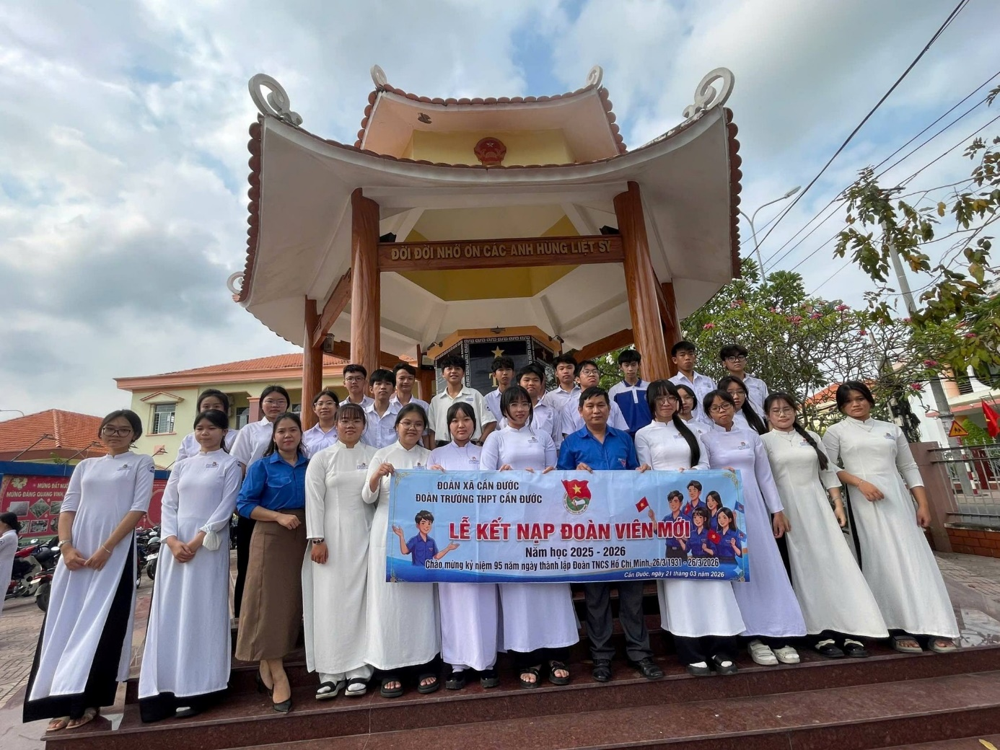 ĐỜI ĐỜI NHỚ ƠN CÁC ANH HÙNG LIỆT SỸ
MỪNG ĐẤT NƯỚC
MỪNG ĐẢNG QUANG VINH
ĐOÀN XÃ CẦN ĐƯỚC
ĐOÀN TRƯỜNG THPT CẦN ĐƯỚC
LỄ KẾT NẠP ĐOÀN VIÊN MỚI
Năm học 2025 - 2026
Chào mừng kỷ niệm 95 năm ngày thành lập Đoàn TNCS Hồ Chí Minh, 26/3/1931 - 26/3/2026
Cần Đước, ngày 21 tháng 03 năm 2026